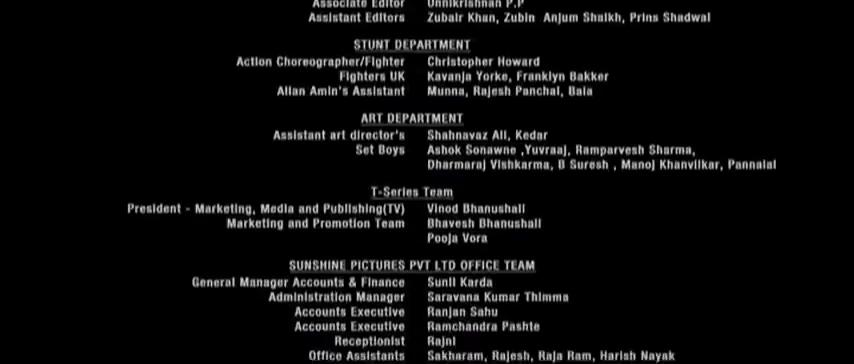 Associate Editor Unnikrishnan P.P
Assistant Editors Zubair Khan, Zubin Anjum Shaikh, Prins Shadwal
STUNT DEPARTMENT
Action Choreographer/Fighter Christopher Howard
Fighters UK Kavanja Yorke, Franklyn Bakker
Allan Amin's Assistant Munna, Rajesh Panchal, Bala
ART DEPARTMENT
Assistant art director's Shahnavaz Ali, Kedar
Set Boys Ashok Sonawne ,Yuvraaj, Ramparvesh Sharma,
Dharmaraj Vishkarma, B Suresh , Manoj Khanvilkar, Pannalal
T-Series Team
President - Marketing, Media and Publishing(TV) Vinod Bhanushali
Marketing and Promotion Team Bhavesh Bhanushali
Pooja Vora
SUNSHINE PICTURES PVT LTD OFFICE TEAM
General Manager Accounts & Finance Sunil Karda
Administration Manager Saravana Kumar Thimma
Accounts Executive Ranjan Sahu
Accounts Executive Ramchandra Pashte
Receptionist Rajni
Office Assistants Sakharam, Rajesh, Raja Ram, Harish Nayak